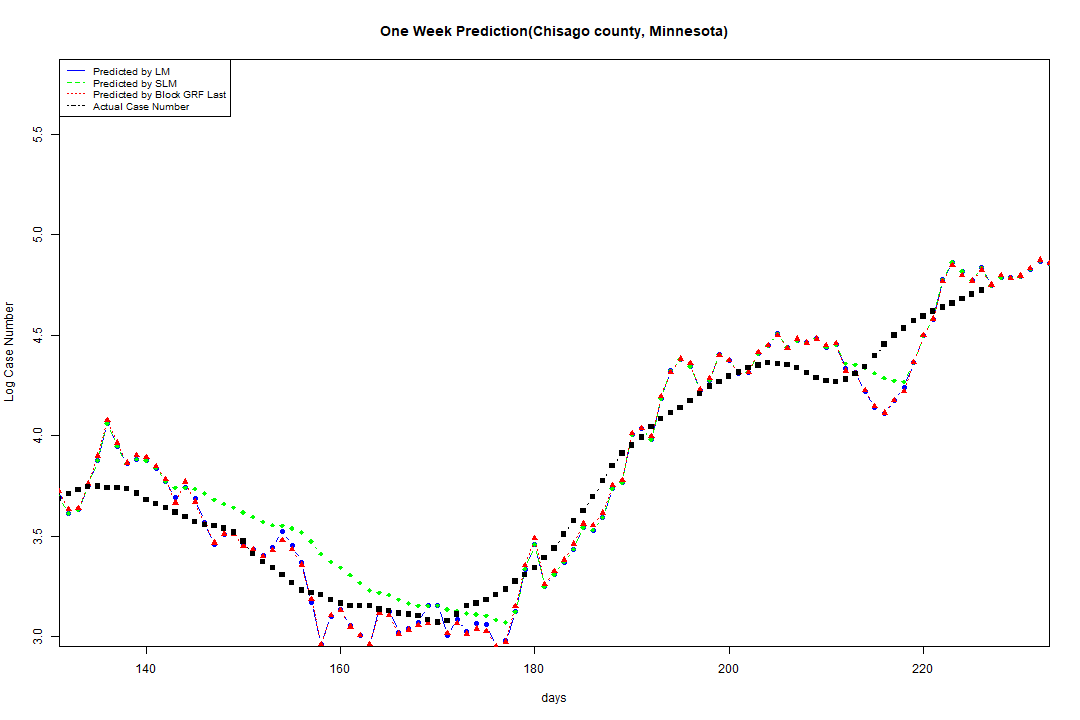 One Week Prediction(Chisago county, Minnesota)
Predicted by LM
Predicted by SLM
Predicted by Block GRF Last
Actual Case Number
Log Case Number
5.5
5.0
4.5
4.0
3.5
3.0
140 160 180 200 220
days